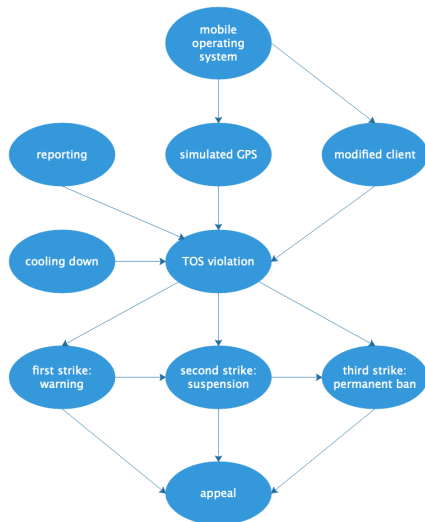 mobile
operating
system
reporting
simulated GPS
modified client
cooling down
TOS violation
first strike:
warning
second strike:
suspension
third strike:
permanent ban
appeal